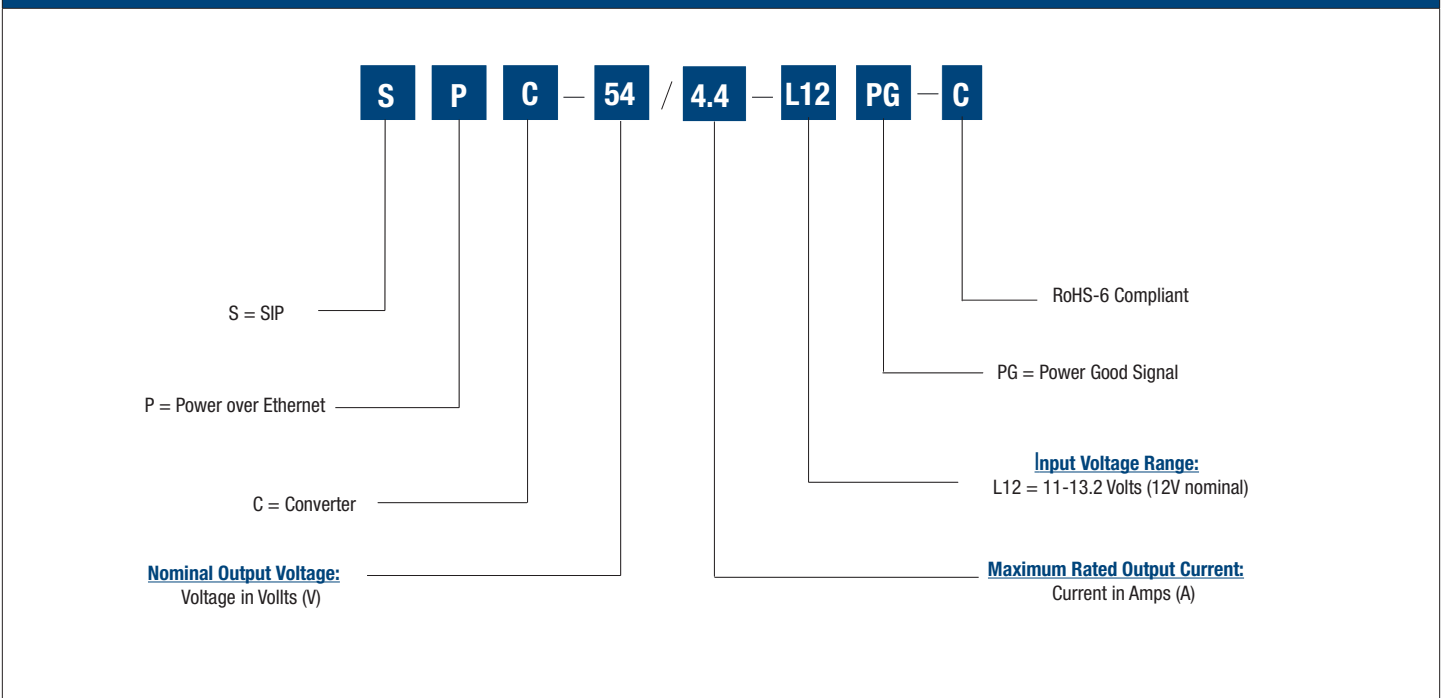 S P C – 54 / 4.4 – L12 PG – C
S = SIP
RoHS-6 Compliant
PG = Power Good Signal
P = Power over Ethernet
Input Voltage Range:
L12 = 11-13.2 Volts (12V nominal)
C = Converter
Nominal Output Voltage:
Voltage in Vollts (V)
Maximum Rated Output Current:
Current in Amps (A)